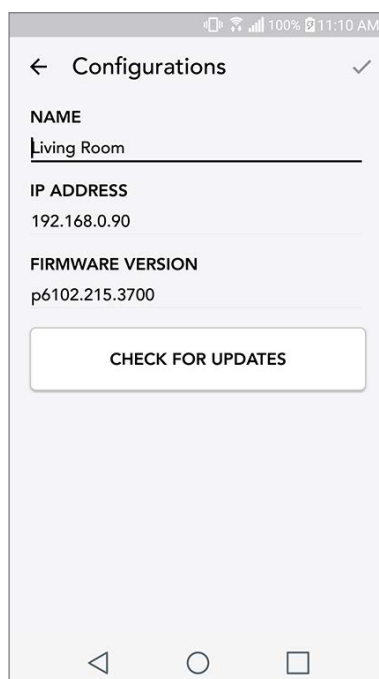 100% 11:10 AM
Configurations
NAME
Living Room
IP ADDRESS
192.168.0.90
FIRMWARE VERSION
p6102.215.3700
CHECK FOR UPDATES